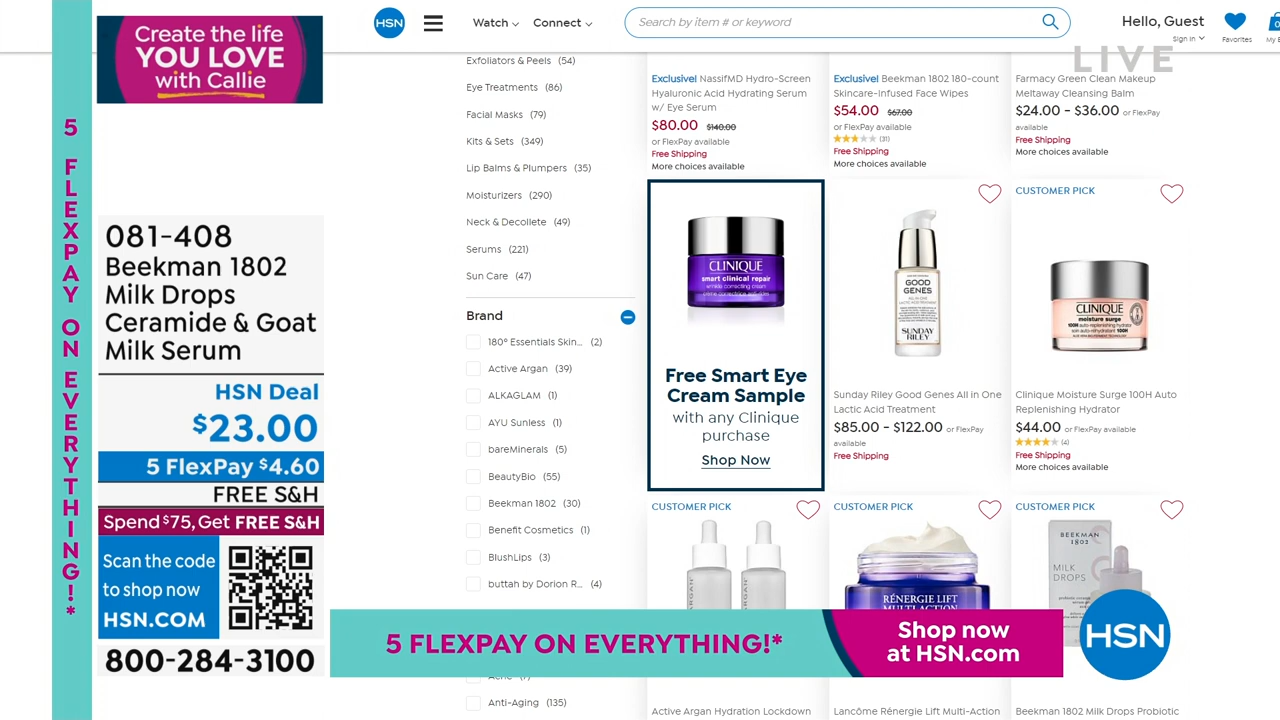 Create the life
YOU LOVE
with Callie
5 FLEXPAY ON EVERYTHING!*
081-408
Beekman 1802
Milk Drops
Ceramide & Goat
Milk Serum
HSN Deal
$23.00
5 FlexPay $4.60
FREE S&H
Spend $75, Get FREE S&H
Scan the code
to shop now
HSN.COM
800-284-3100
HSN
Watch
Connect
Search by item # or keyword
Hello, Guest
Sign In
Favorites
LIVE
Exfoliators & Peels (54)
Eye Treatments (86)
Facial Masks (79)
Kits & Sets (349)
Lip Balms & Plumpers (35)
Moisturizers (290)
Neck & Decollete (49)
Serums (221)
Sun Care (47)
Brand
180° Essentials Skin... (2)
Active Argan (39)
ALKAGLAM (1)
AYU Sunless (1)
bareMinerals (5)
BeautyBio (55)
Beekman 1802 (30)
Benefit Cosmetics (1)
BlushLips (3)
buttah by Dorion R... (4)
Anti-Aging (135)
Exclusive! NassifMD Hydro-Screen
Hyaluronic Acid Hydrating Serum
w/ Eye Serum
$80.00 $140.00
or FlexPay available
Free Shipping
More choices available
Exclusive! Beekman 1802 180-count
Skincare-Infused Face Wipes
$54.00 $67.00
or FlexPay available
(31)
Free Shipping
More choices available
Farmacy Green Clean Makeup
Meltaway Cleansing Balm
$24.00 - $36.00 or FlexPay
available
Free Shipping
More choices available
CLINIQUE
smart clinical repair
wrinkle correcting cream
Free Smart Eye
Cream Sample
with any Clinique
purchase
Shop Now
GOOD
GENES
SUNDAY
RILEY
Sunday Riley Good Genes All in One
Lactic Acid Treatment
$85.00 - $122.00 or FlexPay
available
Free Shipping
CUSTOMER PICK
CLINIQUE
moisture surge
Clinique Moisture Surge 100H Auto
Replenishing Hydrator
$44.00 or FlexPay available
(4)
Free Shipping
More choices available
CUSTOMER PICK
CUSTOMER PICK
CUSTOMER PICK
RÉNERGIE LIFT
MULTI-ACTION
BEEKMAN
1802
MILK
DROPS
5 FLEXPAY ON EVERYTHING!*
Shop now
at HSN.com
HSN
Active Argan Hydration Lockdown
Lancôme Rénergie Lift Multi-Action
Beekman 1802 Milk Drops Probiotic